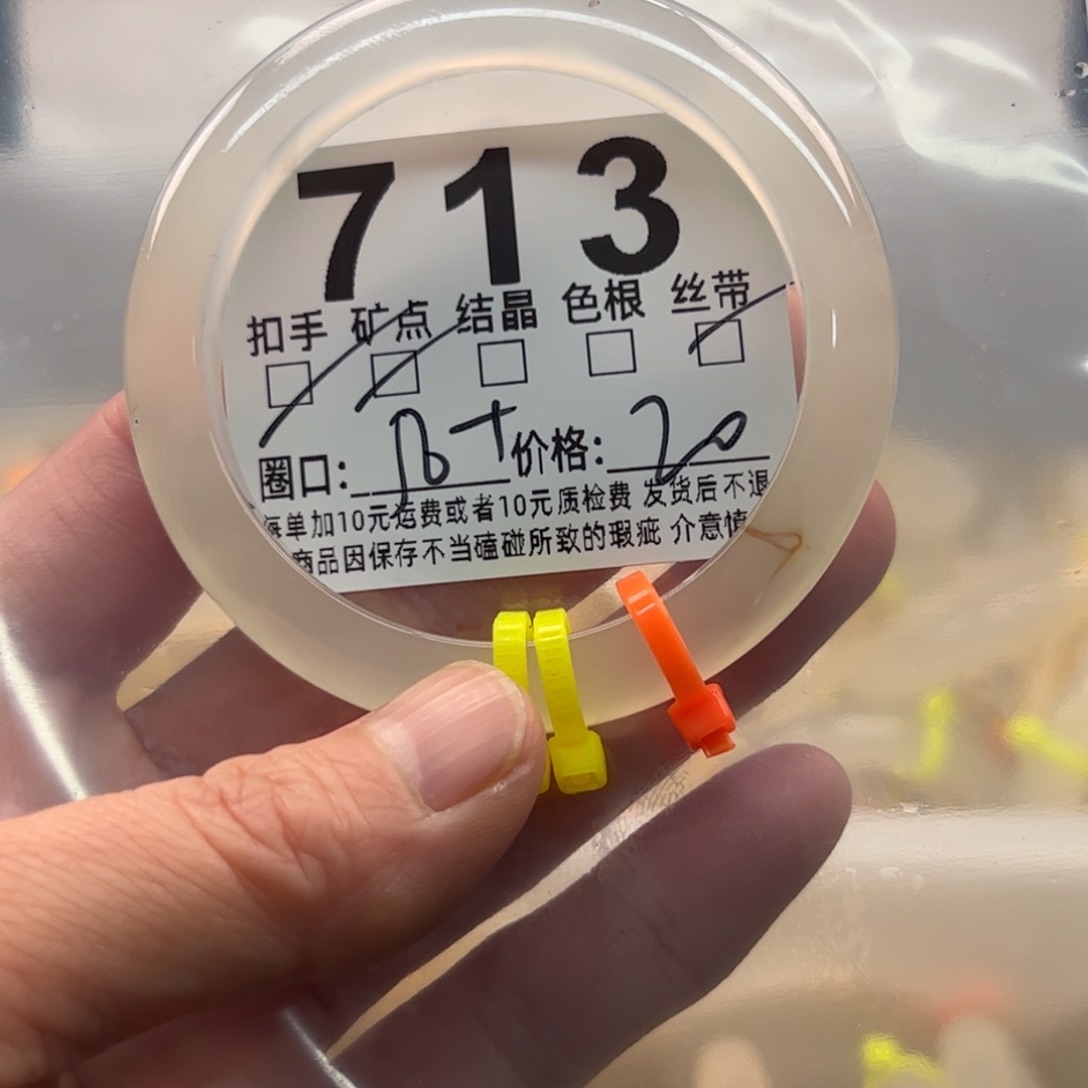 713
扣手 矿点 结晶 色根 丝带
圈口: 价格: 20
每单加10元运费或者10元质检费 发货后不退
商品因保存不当磕碰所致的瑕疵 介意慎